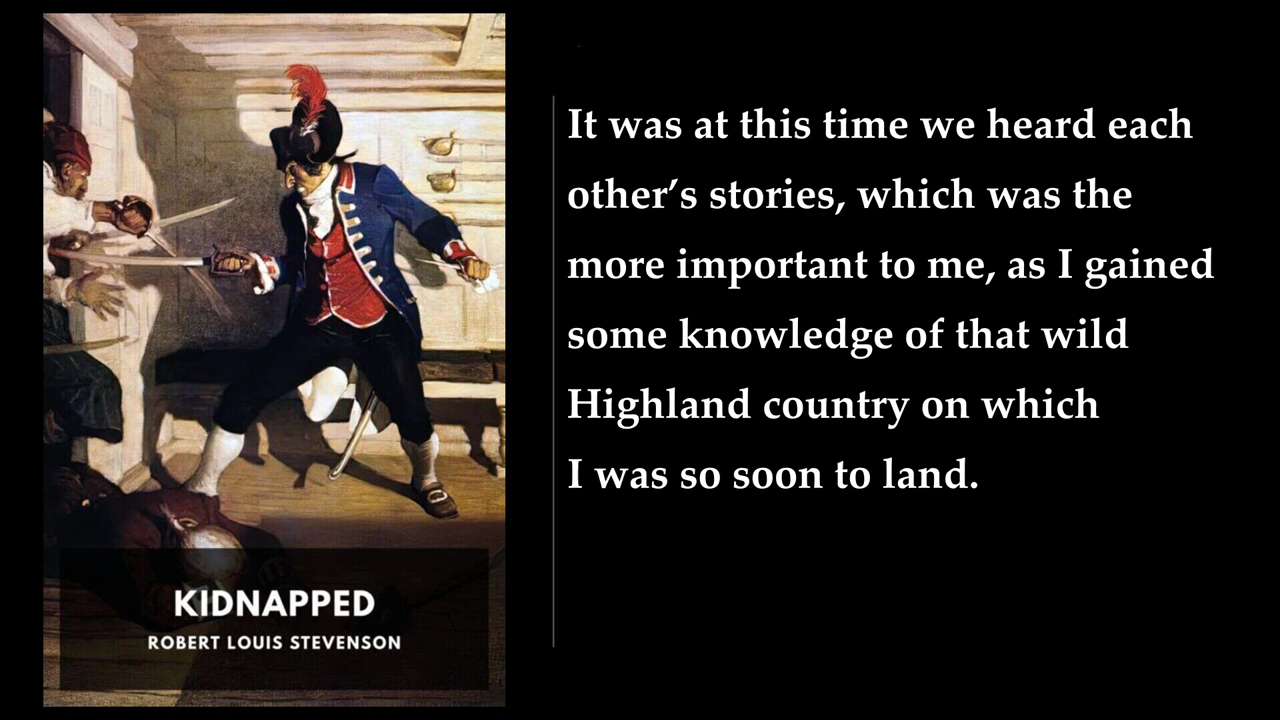 KIDNAPPED
ROBERT LOUIS STEVENSON
It was at this time we heard each
other’s stories, which was the
more important to me, as I gained
some knowledge of that wild
Highland country on which
I was so soon to land.